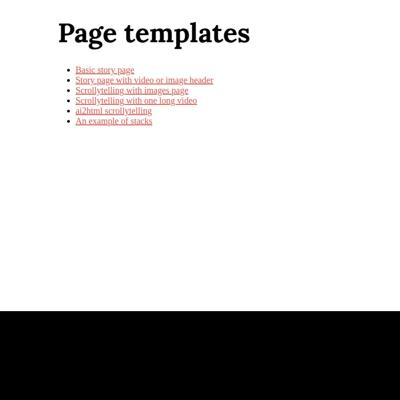 Page templates
Basic story page
Story page with video or image header
Scrollytelling with images page
Scrollytelling with one long video
ai2html scrollytelling
An example of stacks